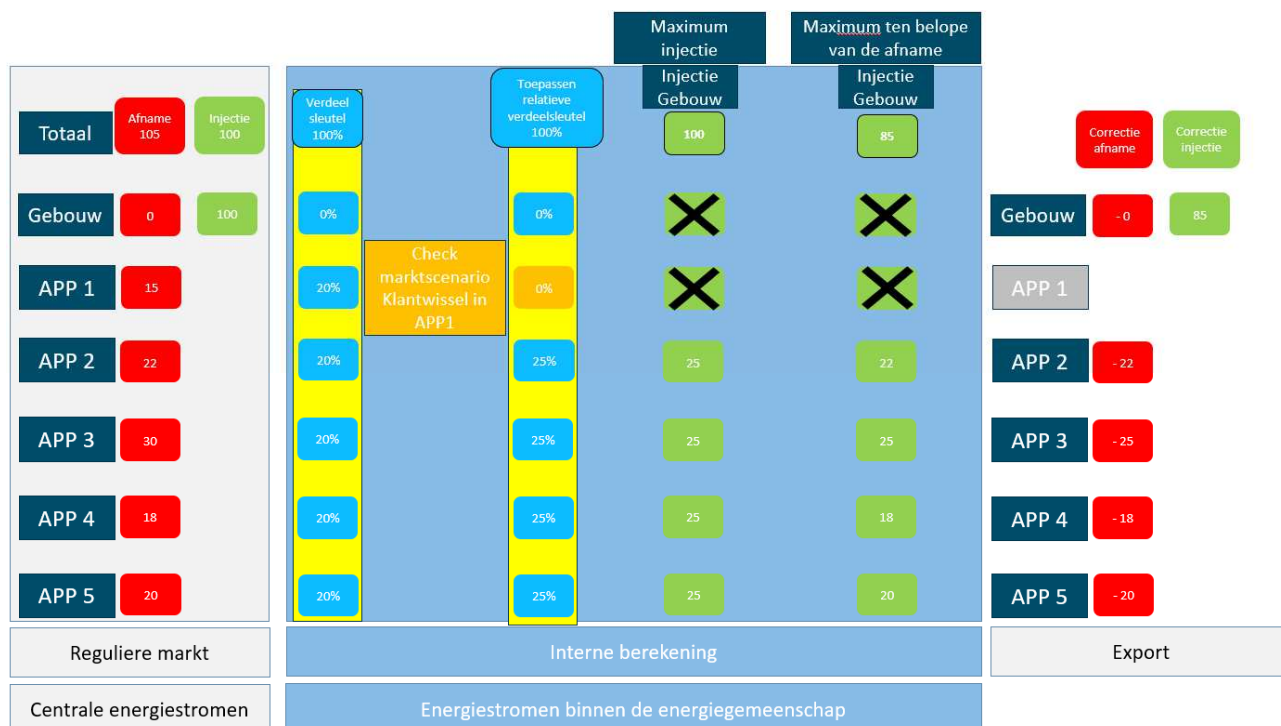 Maximum
injectie
Maximum ten belope
van de afname
Injectie
Gebouw
Injectie
Gebouw
Verdeel
sleutel
100%
Toepassen
relatieve
verdeelsleutel
100%
Totaal
Afname
105
Injectie
100
100
85
Correctie
afname
Correctie
injectie
Gebouw
0
100
0%
0%
Gebouw
- 0
85
APP 1
15
20%
Check
marktscenario
Klantwissel in
APP1
0%
APP 1
APP 2
22
20%
25%
25
22
APP 2
- 22
APP 3
30
20%
25%
25
25
APP 3
- 25
APP 4
18
20%
25%
25
18
APP 4
- 18
APP 5
20
20%
25%
25
20
APP 5
- 20
Reguliere markt
Interne berekening
Export
Centrale energiestromen
Energiestromen binnen de energiegemeenschap